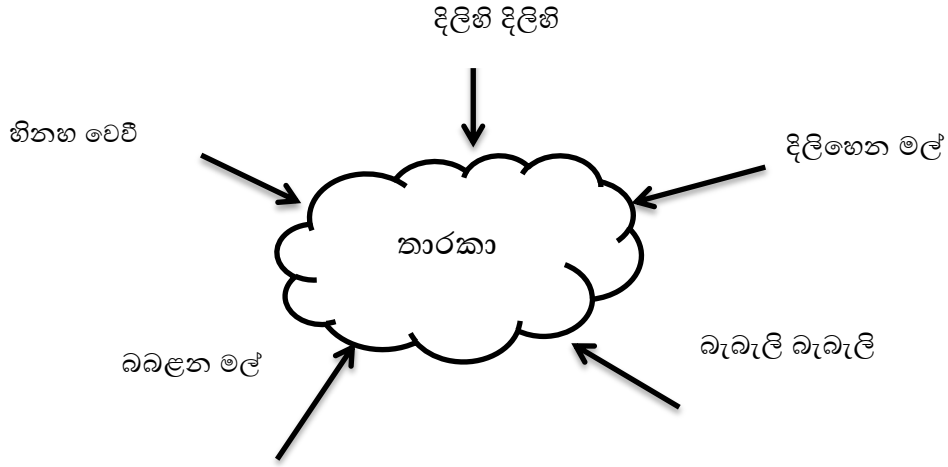 දිලිහි දිලිහි
හිනහ වෙවී
දිලිහෙන මල්
තාරකා
බැබැලි බැබැලි
බබළන මල්